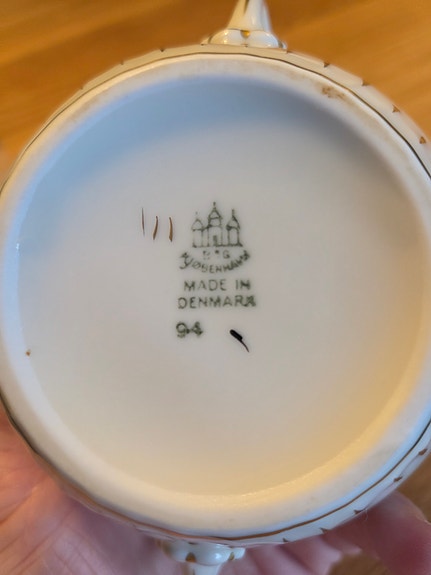 B & G
KJØBENHAVN
MADE IN
DENMARK
94